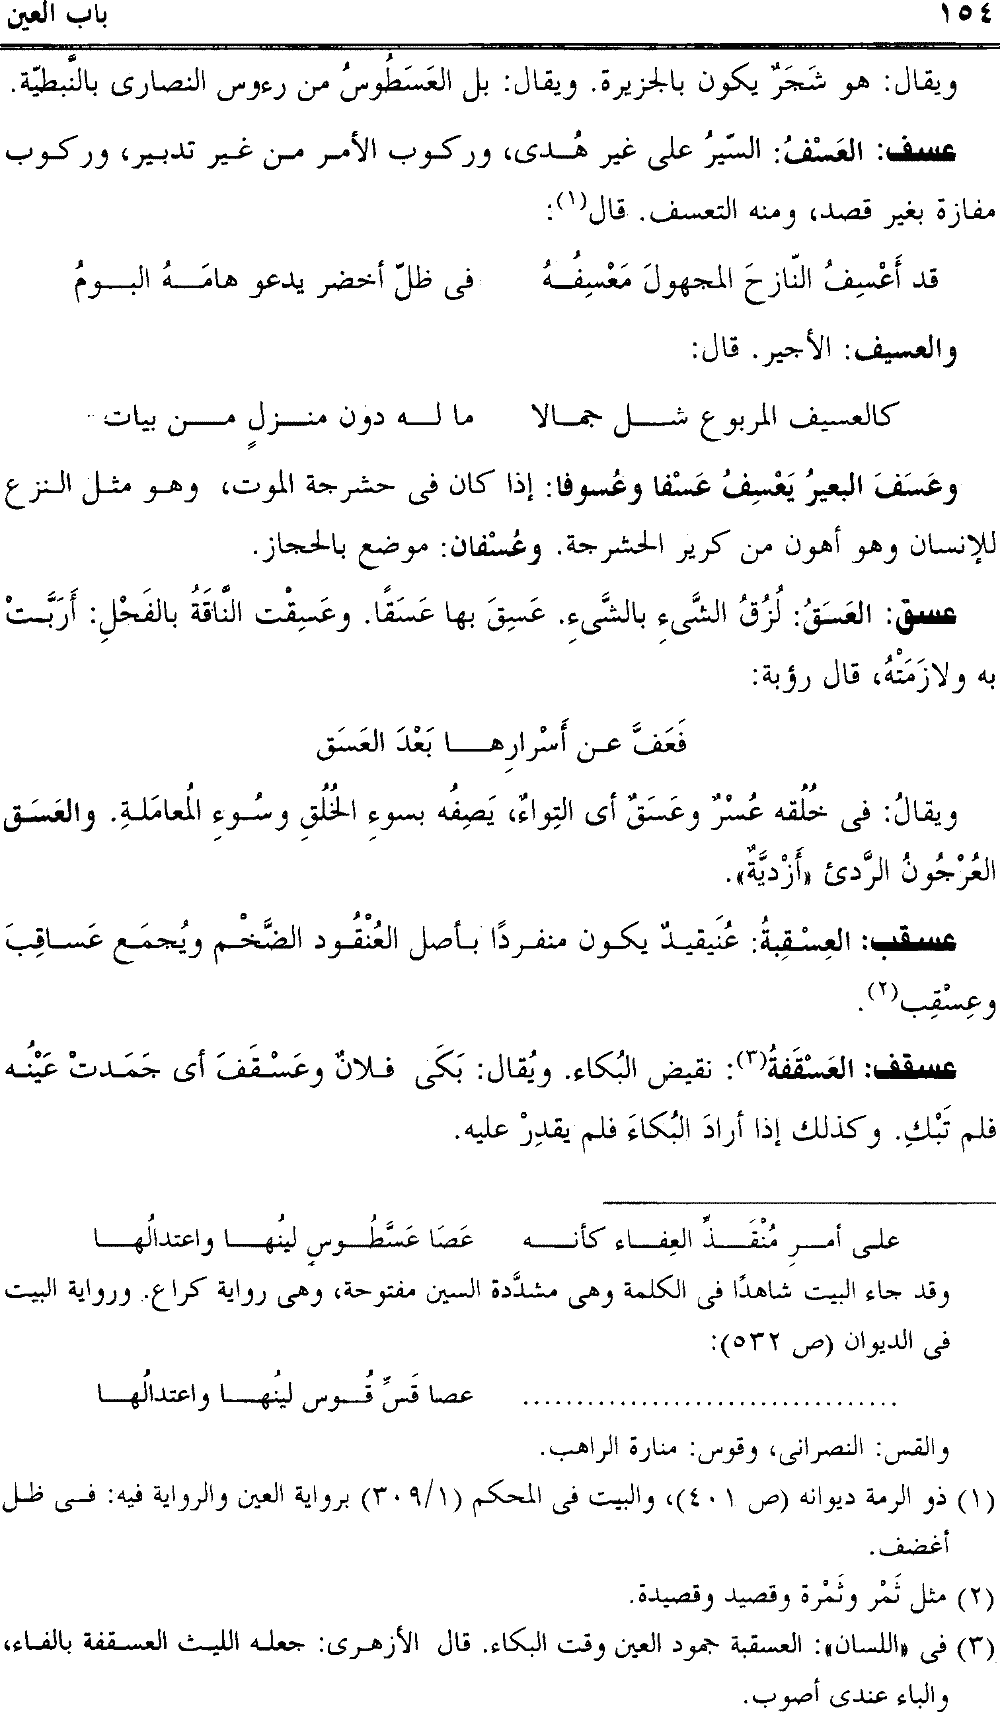 ١٥٤ باب العين
ويقال: هو شَجَرٌ يكون بالجزيرة. ويقال: بل العَسَطُوسُ من رءوس النصارى بالنَّبطيّة.
عسف: العَسْفُ: السَّيرُ على غير هُدى، وركوب الأمر من غير تدبير، وركوب
مفازة بغير قصد، ومنه التعسف. قال(١):
قد أَعْسِفُ النّازحَ المجهولَ مَعْسِفُهُ فى ظلّ أخضر يدعو هامَهُ البومُ
والعسيف: الأجير. قال:
كالعسيف المربوع شل جمالا ما له دون منزلٍ من بيات
وعَسَفَ البعيرُ يَعْسِفُ عَسْفا وعُسوفا: إذا كان فى حشرجة الموت، وهو مثل النزع
للإنسان وهو أهون من كرير الحشرجة. وعُسْفان: موضع بالحجاز.
عسق: العَسَقُ: لُزُقُ الشَّىءِ بالشَّىءِ. عَسِقَ بها عَسَقًا. وعَسِقْت النَّاقَةُ بالفَحْلِ: أَرَبَّتْ
به ولازَمَتْهُ، قال رؤبة:
فَعَفَّ عن أَسْرارِها بَعْدَ العَسَق
ويقالُ: فى خُلُقه عُسْرٌ وعَسَقٌ أى التِواءٌ، يَصِفُه بسوءِ الخُلُقِ وسُوءِ المُعامَلةِ. والعَسَق
العُرْجُونُ الرَّدئ «أَزْديَّةٌ».
عسقب: العِسْقِبةُ: عُنَيقيدٌ يكون منفردًا بأصل العُنْقُود الضَّخْم ويُجمَع عَساقِبَ
وعِسْقِب(٢).
عسقف: العَسْقَفةُ(٣): نقيض البُكاء. ويُقال: بَكَى فلانٌ وعَسْقَفَ أى جَمَدتْ عَيْنُه
فلم تَبْكِ. وكذلك إذا أرادَ البُكاءَ فلم يقدِرْ عليه.
على أمرِ مُنْقَذِّ العِفاء كأنه عَصَا عَسَّطُوسٍ لينُها واعتدالُها
وقد جاء البيت شاهدًا فى الكلمة وهى مشدَّدة السين مفتوحة، وهى رواية كراع. ورواية البيت
فى الديوان (ص ٥٣٢):
.................................. عصا قَسِّ قُوس لينُها واعتدالُها
والقس: النصرانى، وقوس: منارة الراهب.
(١) ذو الرمة ديوانه (ص ٤٠١)، والبيت فى المحكم (٣٠٩/١) برواية العين والرواية فيه: فى ظل
أغضف.
(٢) مثل تَمْر وتَمْرة وقصيد وقصيدة.
(٣) فى «اللسان»: العسقبة جمود العين وقت البكاء. قال الأزهرى: جعله الليث العسقفة بالفاء،
والباء عندى أصوب.